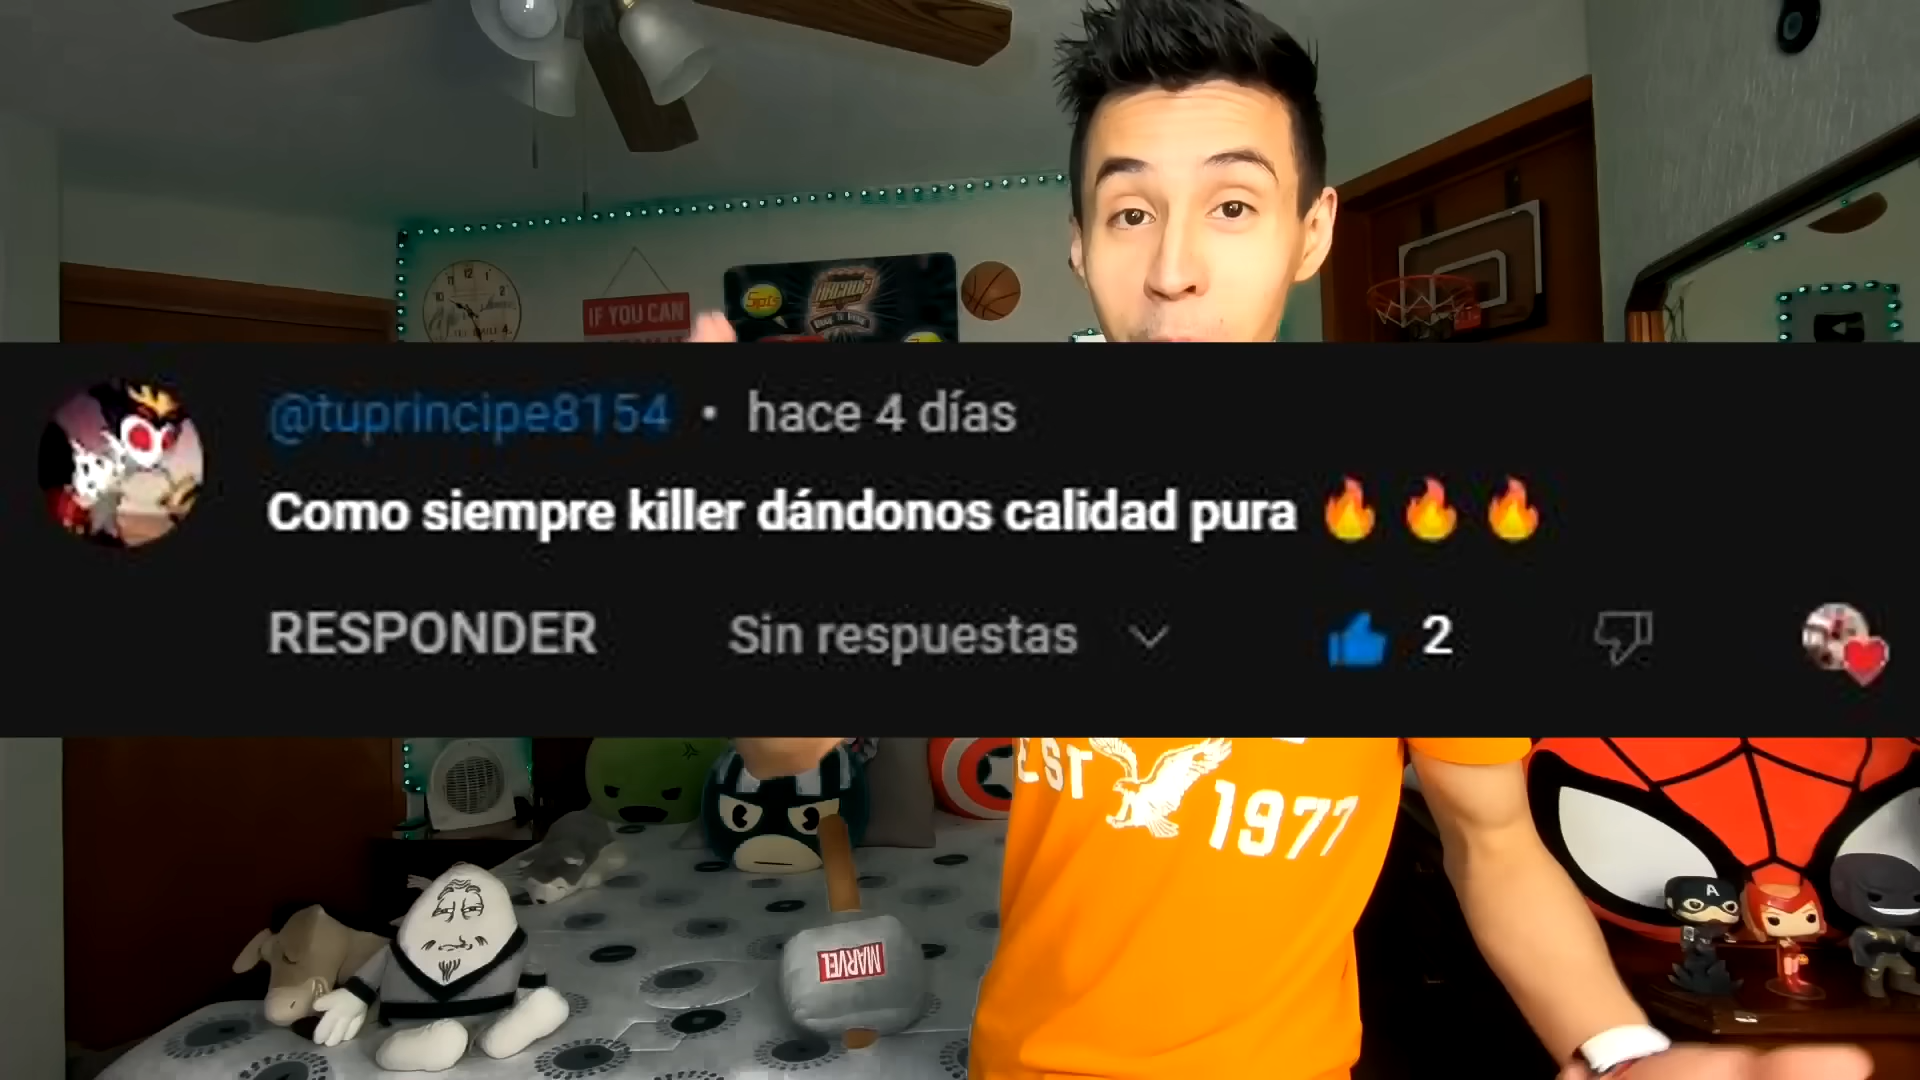 IF YOU CAN
ARCADE
@tuprincipe8154 • hace 4 días
Como siempre killer dándonos calidad pura 🔥 🔥 🔥
RESPONDER
Sin respuestas
2
EST
1977
MARVEL
A